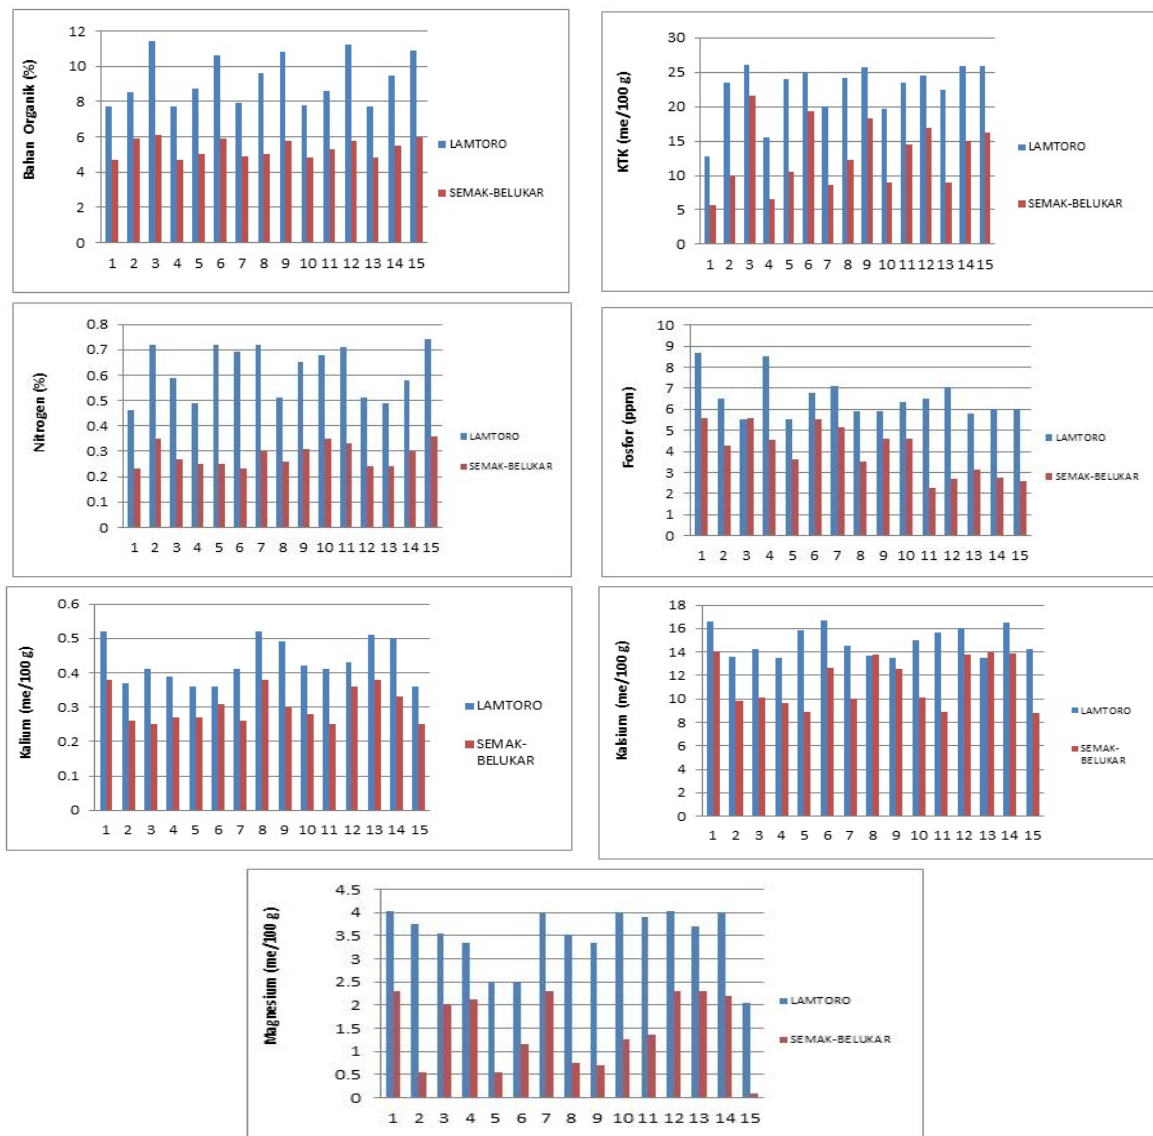 Bahan Organik (%)
12
10
8
6
4
2
0
1 2 3 4 5 6 7 8 9 10 11 12 13 14 15
LAMTORO
SEMAK-BELUKAR
KTK (me/100 g)
30
25
20
15
10
5
0
1 2 3 4 5 6 7 8 9 10 11 12 13 14 15
LAMTORO
SEMAK-BELUKAR
Nitrogen (%)
0.8
0.7
0.6
0.5
0.4
0.3
0.2
0.1
0
1 2 3 4 5 6 7 8 9 10 11 12 13 14 15
LAMTORO
SEMAK-BELUKAR
Fosfor (ppm)
10
9
8
7
6
5
4
3
2
1
0
1 2 3 4 5 6 7 8 9 10 11 12 13 14 15
LAMTORO
SEMAK-BELUKAR
Kalium (me/100 g)
0.6
0.5
0.4
0.3
0.2
0.1
0
1 2 3 4 5 6 7 8 9 10 11 12 13 14 15
LAMTORO
SEMAK-
BELUKAR
Kalsium (me/100 g)
18
16
14
12
10
8
6
4
2
0
1 2 3 4 5 6 7 8 9 10 11 12 13 14 15
LAMTORO
SEMAK-
BELUKAR
Magnesium (me/100 g)
4.5
4
3.5
3
2.5
2
1.5
1
0.5
0
1 2 3 4 5 6 7 8 9 10 11 12 13 14 15
LAMTORO
SEMAK-BELUKAR